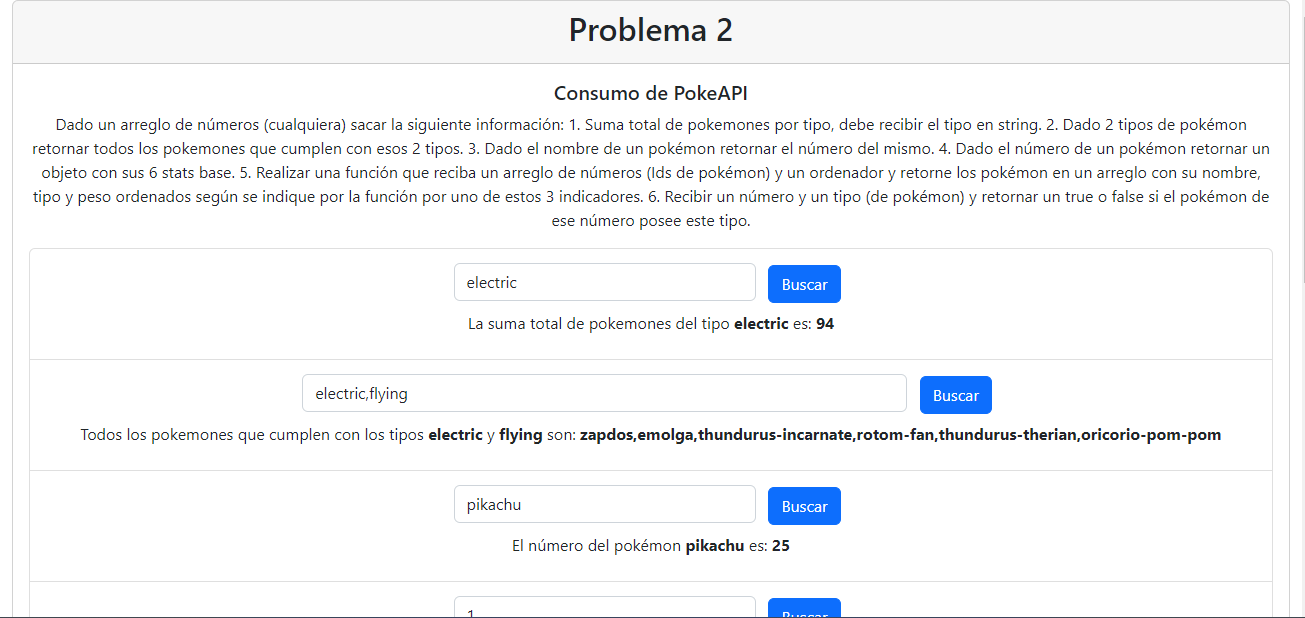 Problema 2
Consumo de PokeAPI
Dado un arreglo de números (cualquiera) sacar la siguiente información: 1. Suma total de pokemones por tipo, debe recibir el tipo en string. 2. Dado 2 tipos de pokémon
retornar todos los pokemones que cumplen con esos 2 tipos. 3. Dado el nombre de un pokémon retornar el número del mismo. 4. Dado el número de un pokémon retornar un
objeto con sus 6 stats base. 5. Realizar una función que reciba un arreglo de números (Ids de pokémon) y un ordenador y retorne los pokémon en un arreglo con su nombre,
tipo y peso ordenados según se indique por la función por uno de estos 3 indicadores. 6. Recibir un número y un tipo (de pokémon) y retornar un true o false si el pokémon de
ese número posee este tipo.
electric Buscar
La suma total de pokemones del tipo electric es: 94
electric,flying Buscar
Todos los pokemones que cumplen con los tipos electric y flying son: zapdos,emolga,thundurus-incarnate,rotom-fan,thundurus-therian,oricorio-pom-pom
pikachu Buscar
El número del pokémon pikachu es: 25
1 Buscar